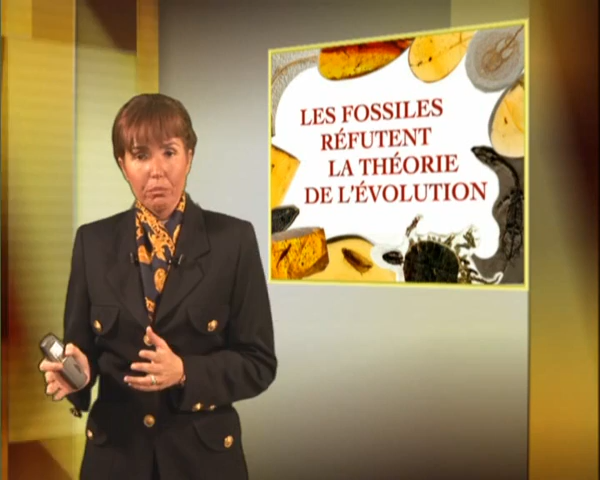 LES FOSSILES
RÉFUTENT
LA THÉORIE
DE L'ÉVOLUTION